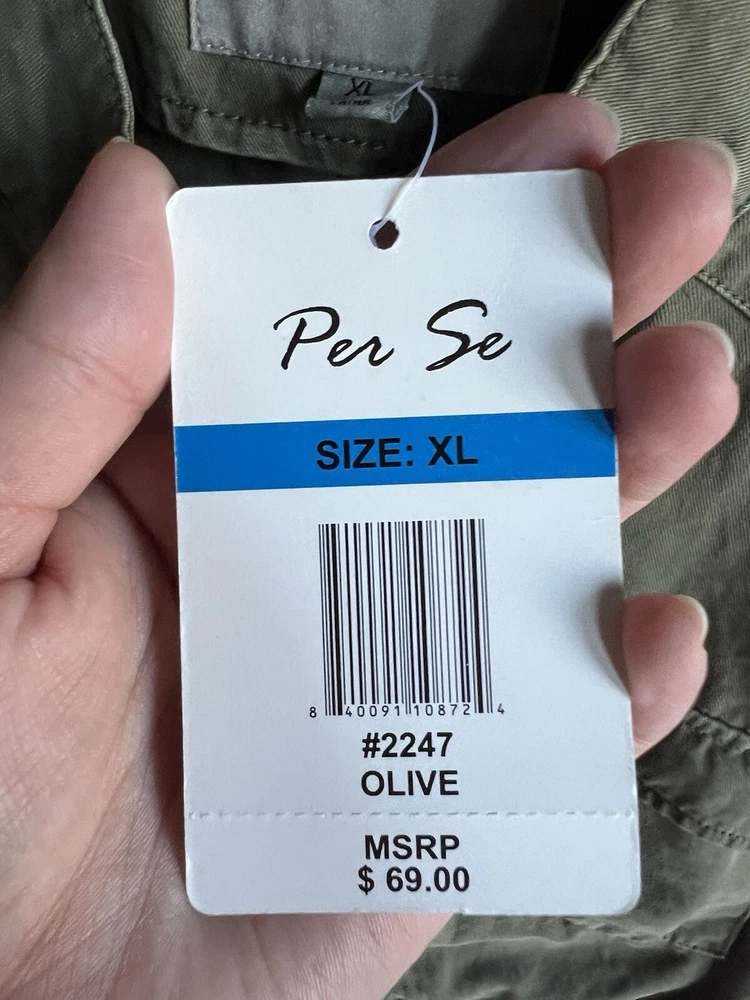 XL
Per Se
SIZE: XL
8 40091 10872 4
#2247
OLIVE
MSRP
$ 69.00